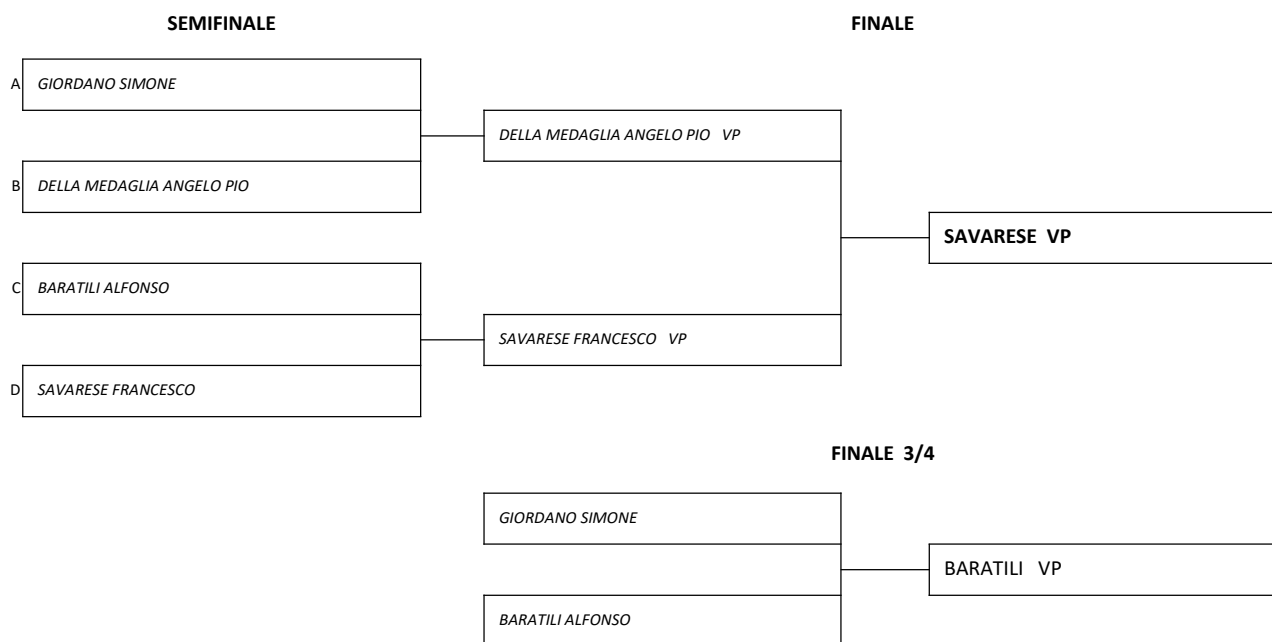 SEMIFINALE FINALE
A GIORDANO SIMONE
DELLA MEDAGLIA ANGELO PIO VP
B DELLA MEDAGLIA ANGELO PIO
SAVARESE VP
C BARATILI ALFONSO
SAVARESE FRANCESCO VP
D SAVARESE FRANCESCO
FINALE 3/4
GIORDANO SIMONE
BARATILI VP
BARATILI ALFONSO